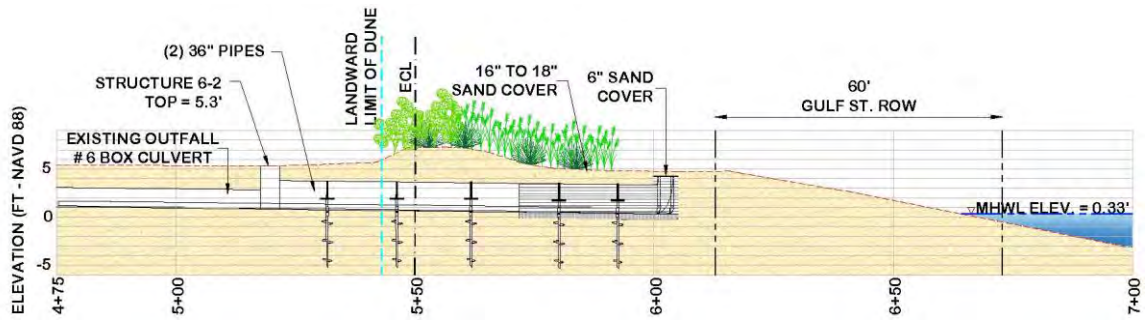 (2) 36" PIPES
STRUCTURE 6-2
TOP = 5.3'
EXISTING OUTFALL
# 6 BOX CULVERT
LANDWARD
LIMIT OF DUNE
ECL
16" TO 18"
SAND COVER
6" SAND
COVER
60'
GULF ST. ROW
MHWL ELEV. = 0.33'
ELEVATION (FT - NAVD 88)
5
0
-5
4+75
5+00
5+50
6+00
6+50
7+00